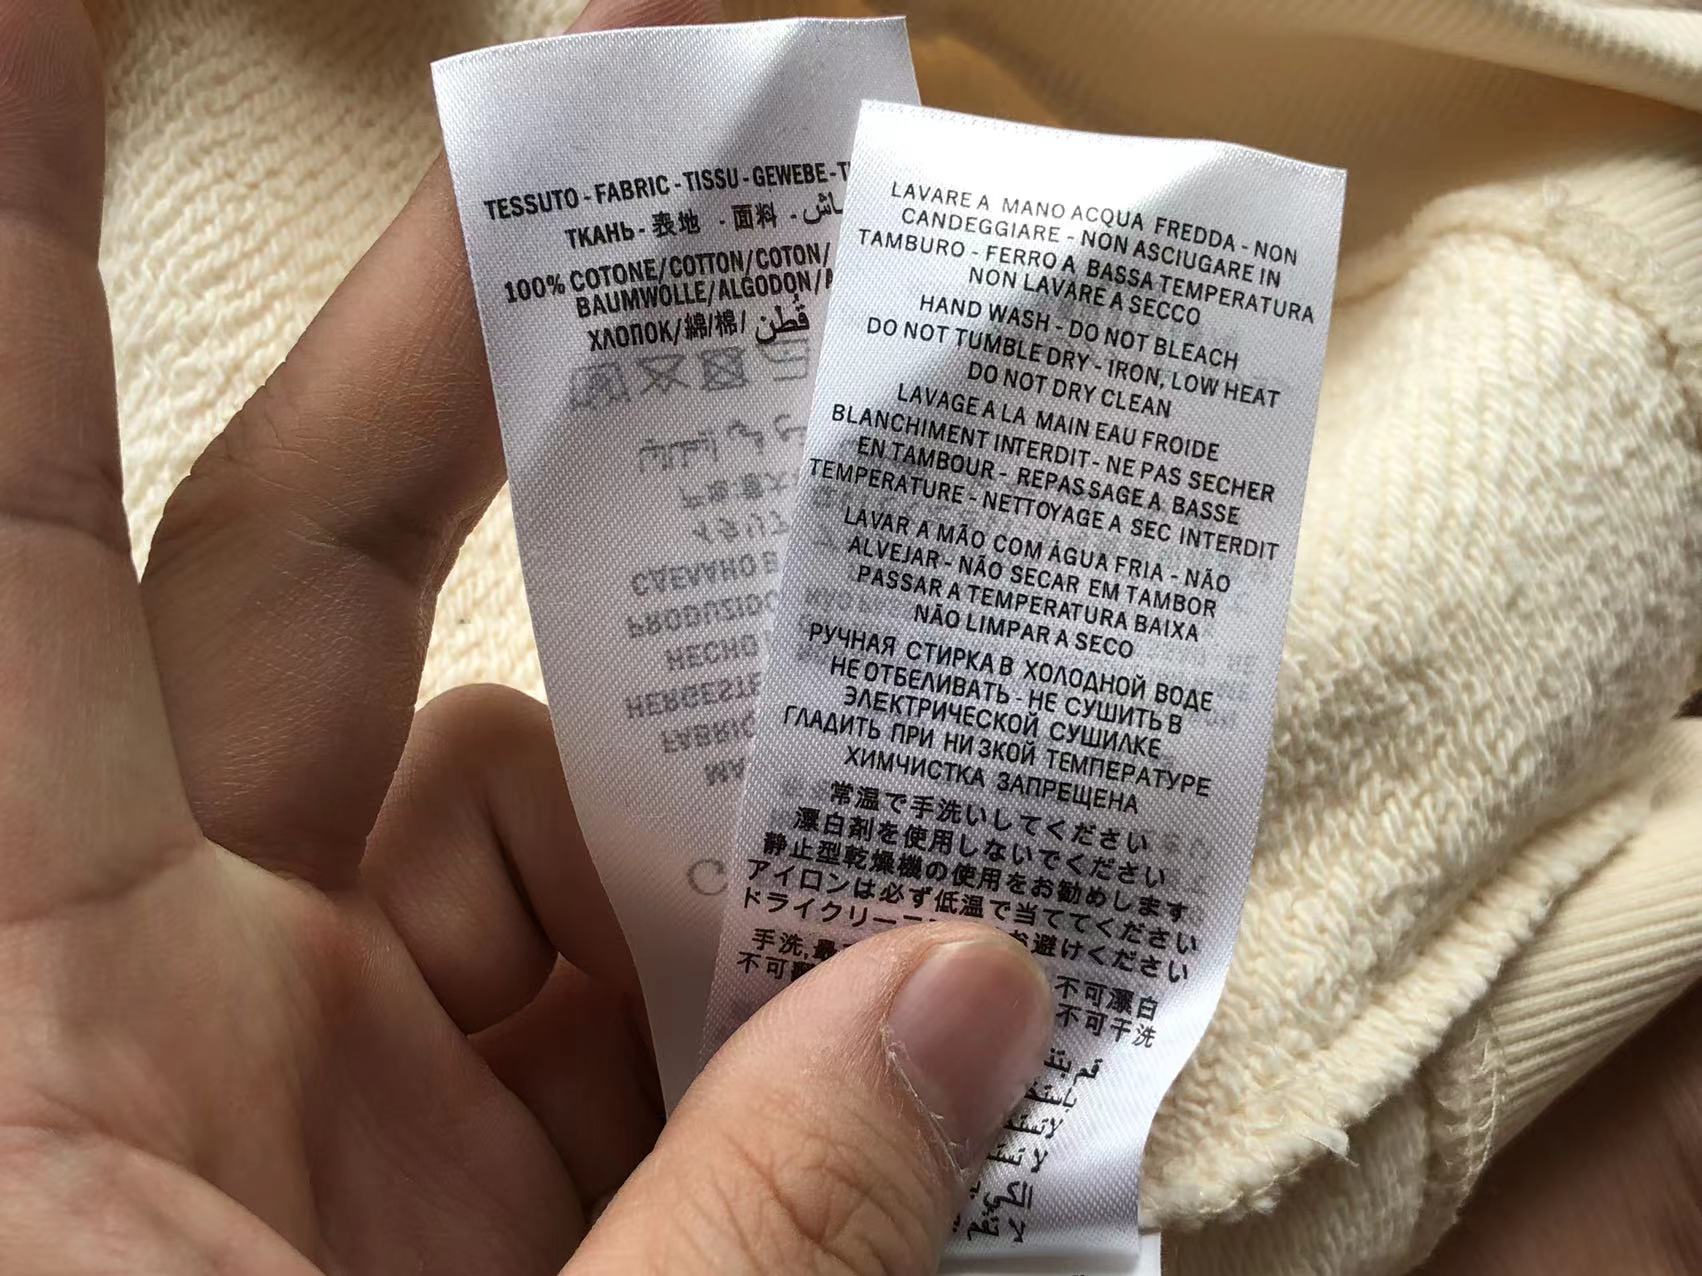 TESSUTO - FABRIC - TISSU - GEWEBE -
ТКАНЬ - 表地 - 面料 -
100% COTONE/COTTON/COTON/
BAUMWOLLE/ALGODON/
ХЛОПОК/綿/棉/ قطن
LAVARE A MANO ACQUA FREDDA - NON
CANDEGGIARE - NON ASCIUGARE IN
TAMBURO - FERRO A BASSA TEMPERATURA
NON LAVARE A SECCO
HAND WASH - DO NOT BLEACH
DO NOT TUMBLE DRY - IRON, LOW HEAT
DO NOT DRY CLEAN
LAVAGE A LA MAIN EAU FROIDE
BLANCHIMENT INTERDIT - NE PAS SECHER
EN TAMBOUR - REPASSAGE A BASSE
TEMPERATURE - NETTOYAGE A SEC INTERDIT
LAVAR A MÃO COM ÁGUA FRIA - NÃO
ALVEJAR - NÃO SECAR EM TAMBOR
PASSAR A TEMPERATURA BAIXA
NÃO LIMPAR A SECO
РУЧНАЯ СТИРКА В ХОЛОДНОЙ ВОДЕ
НЕ ОТБЕЛИВАТЬ - НЕ СУШИТЬ В
ЭЛЕКТРИЧЕСКОЙ СУШИЛКЕ
ГЛАДИТЬ ПРИ НИЗКОЙ ТЕМПЕРАТУРЕ
ХИМЧИСТКА ЗАПРЕЩЕНА
常温で手洗いしてください
漂白剤を使用しないでください
静止型乾燥機の使用をお勧めします
アイロンは必ず低温で当ててください
ドライクリー お避けください
手洗, 不可漂白
不可 不可干洗